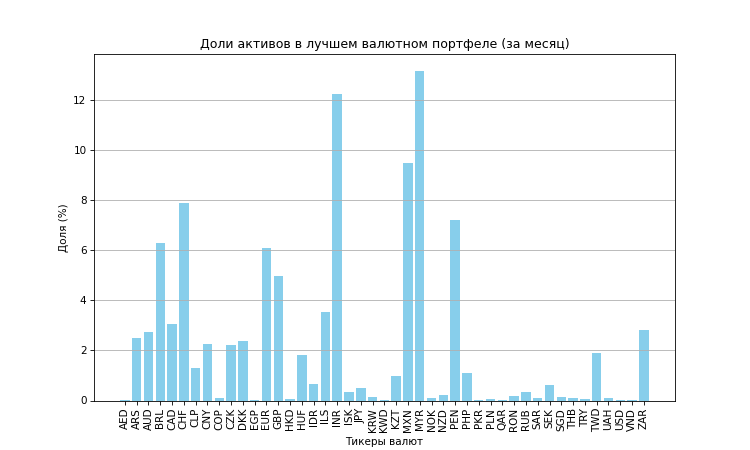 Доли активов в лучшем валютном портфеле (за месяц)
Доля (%)
12
10
8
6
4
2
0
AED ARS AUD BRL CAD CHF CLP CNY COP CZK DKK EGP EUR GBP HKD HUF IDR ILS INR ISK JPY KRW KWD KZT MXN MYR NOK NZD PEN PHP PKR PLN QAR RON RUB SAR SEK SGD THB TRY TWD UAH USD VND ZAR
Тикеры валют